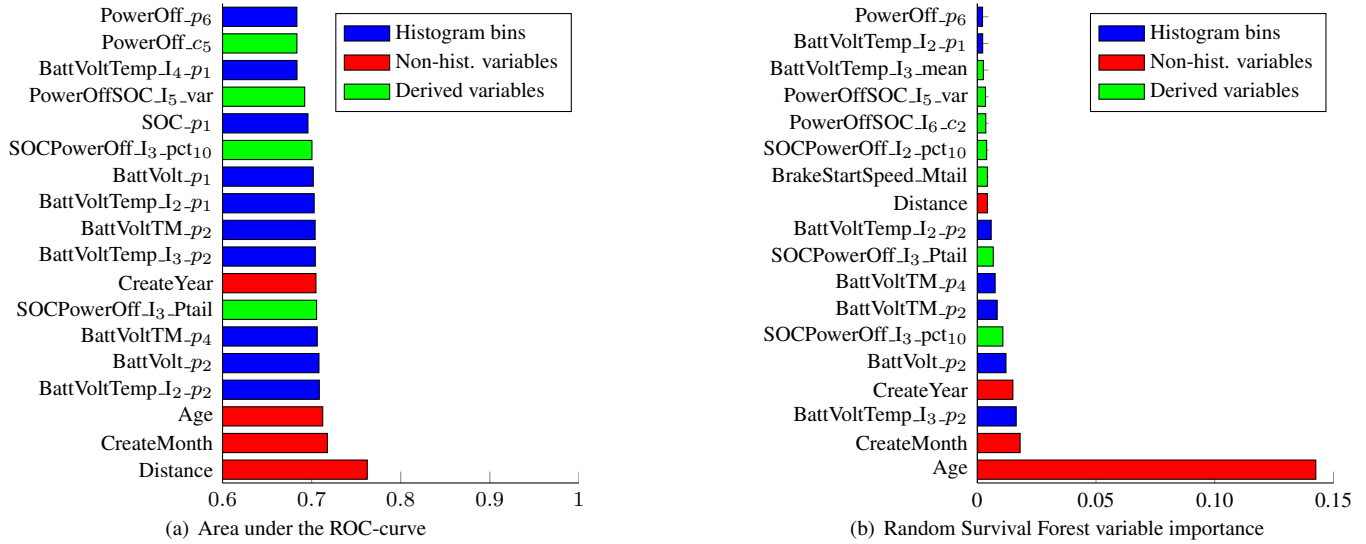 PowerOff_p₆
PowerOff_c₅
BattVoltTemp_I₄_p₁
PowerOffSOC_I₅_var
SOC_p₁
SOCPowerOff_I₃_pct₁₀
BattVolt_p₁
BattVoltTemp_I₂_p₁
BattVoltTM_p₂
BattVoltTemp_I₃_p₂
CreateYear
SOCPowerOff_I₃_Ptail
BattVoltTM_p₄
BattVolt_p₂
BattVoltTemp_I₂_p₂
Age
CreateMonth
Distance
Histogram bins
Non-hist. variables
Derived variables
0.6 0.7 0.8 0.9 1
(a) Area under the ROC-curve
PowerOff_p₆
BattVoltTemp_I₂_p₁
BattVoltTemp_I₃_mean
PowerOffSOC_I₅_var
PowerOffSOC_I₆_c₂
SOCPowerOff_I₂_pct₁₀
BrakeStartSpeed_Mtail
Distance
BattVoltTemp_I₂_p₂
SOCPowerOff_I₃_Ptail
BattVoltTM_p₄
BattVoltTM_p₂
SOCPowerOff_I₃_pct₁₀
BattVolt_p₂
CreateYear
BattVoltTemp_I₃_p₂
CreateMonth
Age
Histogram bins
Non-hist. variables
Derived variables
0 0.05 0.10 0.15
(b) Random Survival Forest variable importance